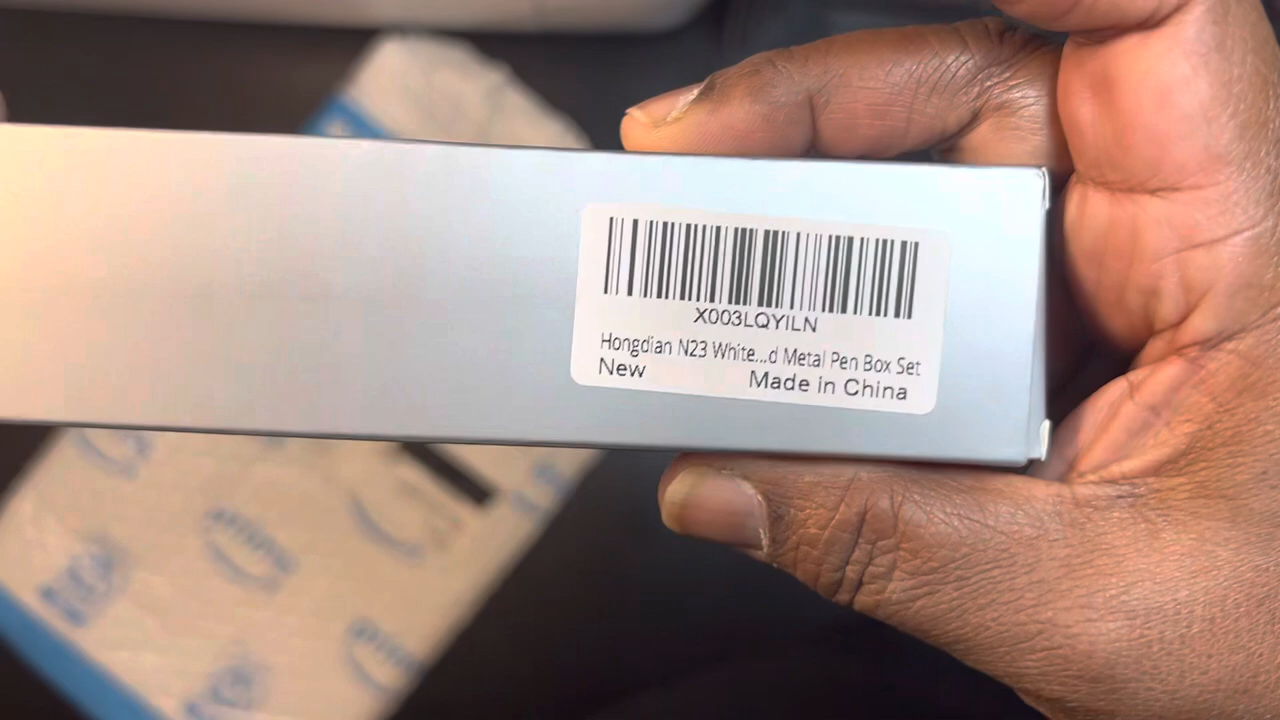 X003LQYILN
Hongdian N23 White...d Metal Pen Box Set
New Made in China